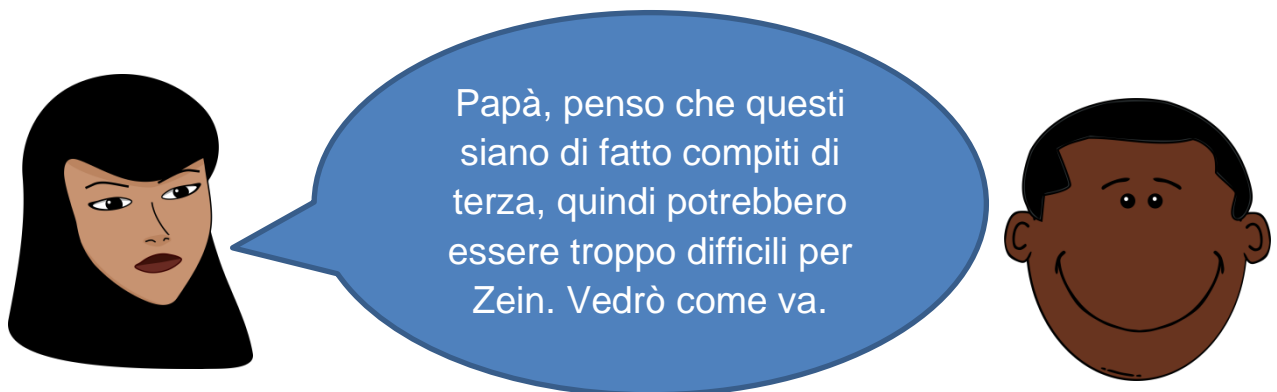 Papà, penso che questi
siano di fatto compiti di
terza, quindi potrebbero
essere troppo difficili per
Zein. Vedrò come va.